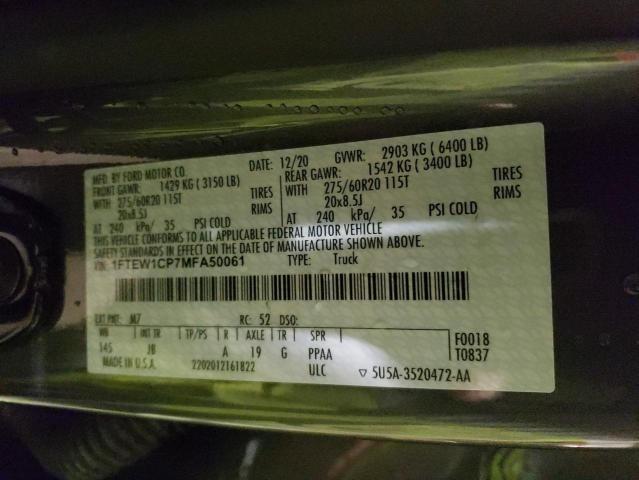 MFD. BY FORD MOTOR CO. DATE: 12/20 GVWR: 2903 KG ( 6400 LB)
FRONT GAWR: 1429 KG ( 3150 LB) REAR GAWR: 1542 KG ( 3400 LB)
WITH 275/60R20 115T TIRES WITH 275/60R20 115T TIRES
20x8.5J RIMS 20x8.5J RIMS
AT 240 kPa/ 35 PSI COLD AT 240 kPa/ 35 PSI COLD
THIS VEHICLE CONFORMS TO ALL APPLICABLE FEDERAL MOTOR VEHICLE
SAFETY STANDARDS IN EFFECT ON THE DATE OF MANUFACTURE SHOWN ABOVE.
VIN: 1FTEW1CP7MFA50061 TYPE: Truck
EXT PNT: M7 RC: 52 DSO:
WB INT TR TP/PS R AXLE TR SPR F0018
145 JB A 19 G PPAA T0837
MADE IN U.S.A. 2202012161822 ULC ▽ 5U5A-3520472-AA